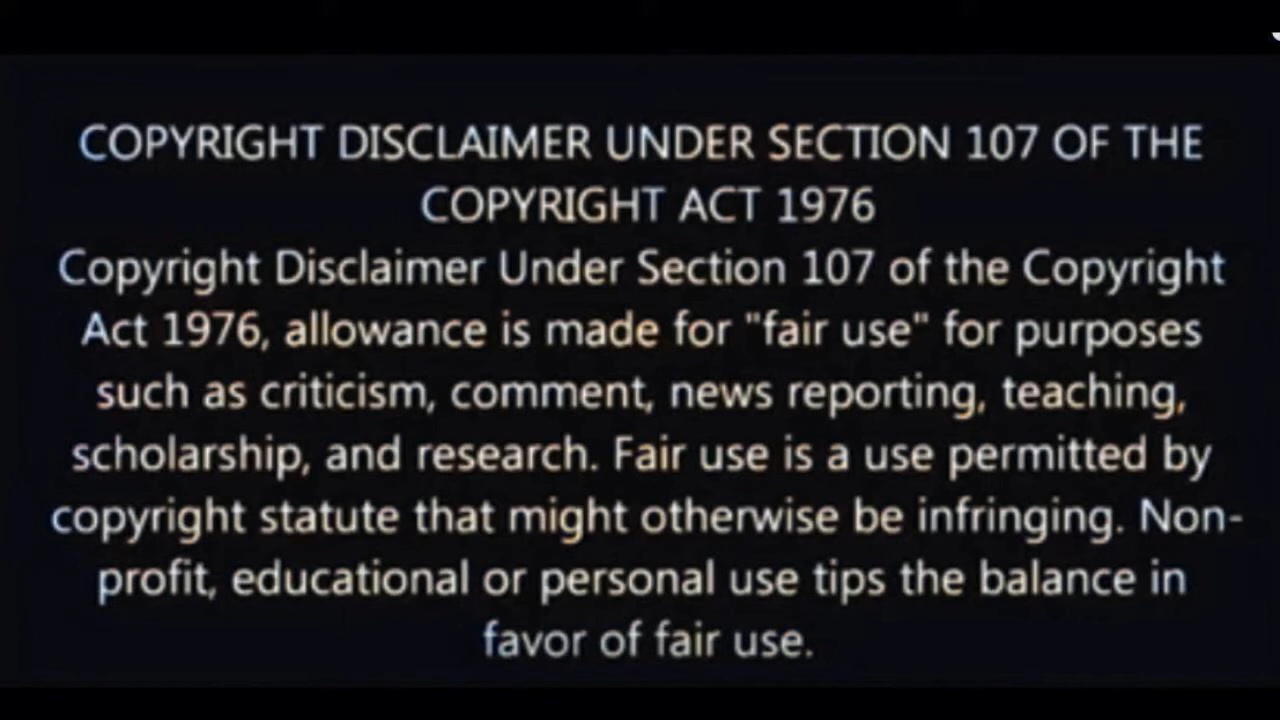 COPYRIGHT DISCLAIMER UNDER SECTION 107 OF THE
COPYRIGHT ACT 1976
Copyright Disclaimer Under Section 107 of the Copyright
Act 1976, allowance is made for "fair use" for purposes
such as criticism, comment, news reporting, teaching,
scholarship, and research. Fair use is a use permitted by
copyright statute that might otherwise be infringing. Non-
profit, educational or personal use tips the balance in
favor of fair use.